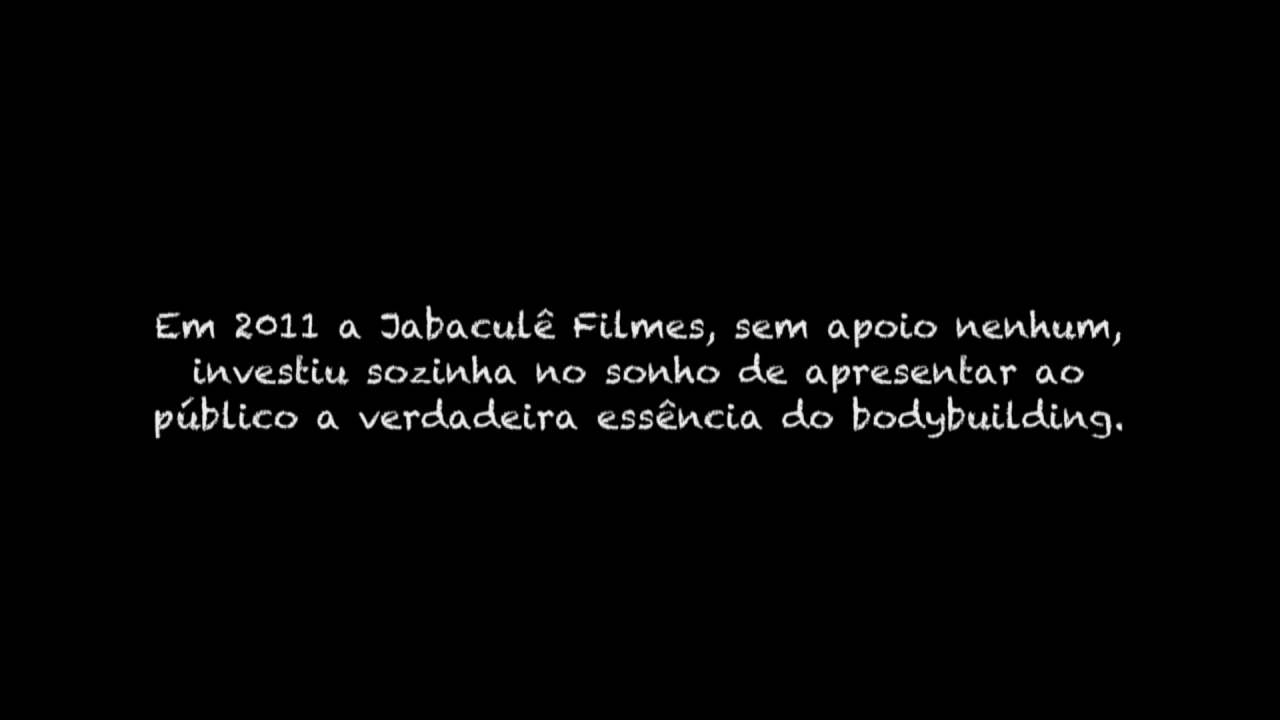 Em 2011 a Jabaculê Filmes, sem apoio nenhum,
investiu sozinha no sonho de apresentar ao
público a verdadeira essência do bodybuilding.